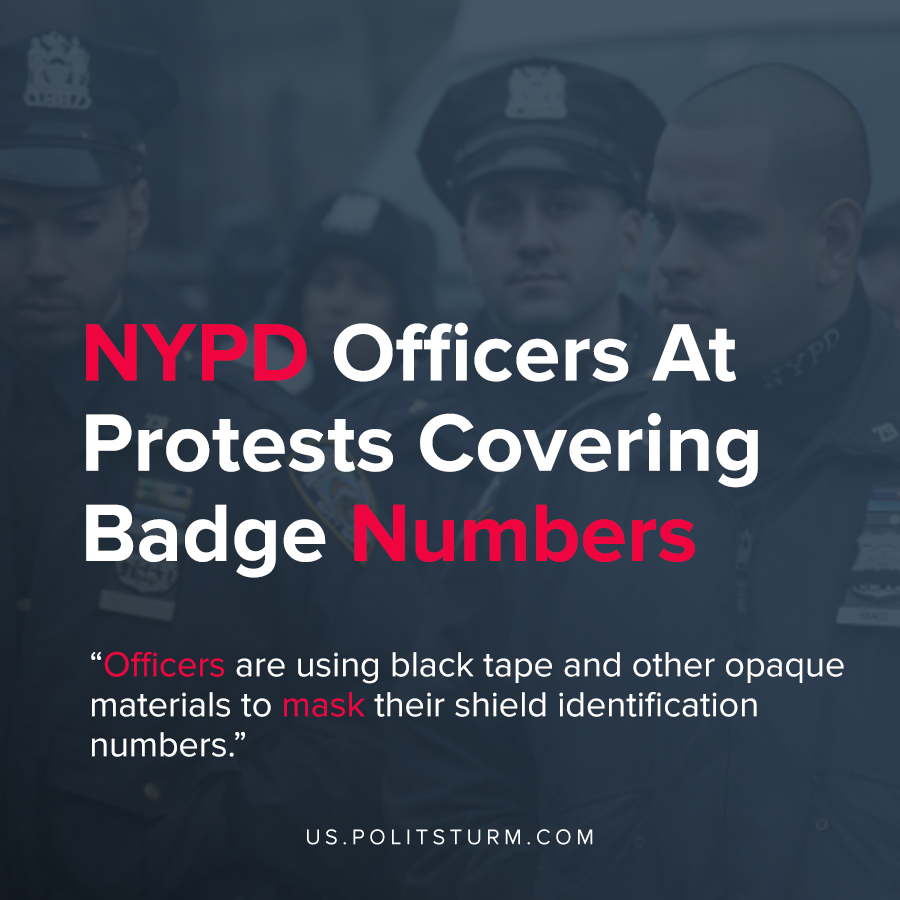 NYPD Officers At
Protests Covering
Badge Numbers
“Officers are using black tape and other opaque
materials to mask their shield identification
numbers.”
US.POLITSTURM.COM
NYPD